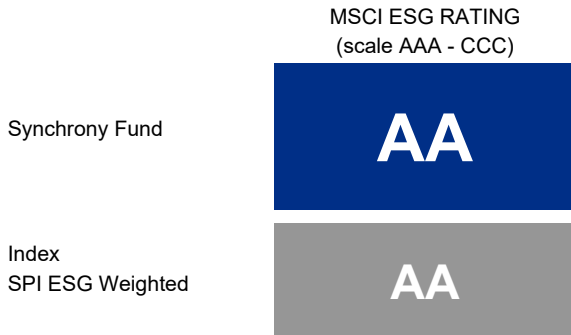 MSCI ESG RATING
(scale AAA - CCC)
Synchrony Fund
AA
Index
SPI ESG Weighted
AA